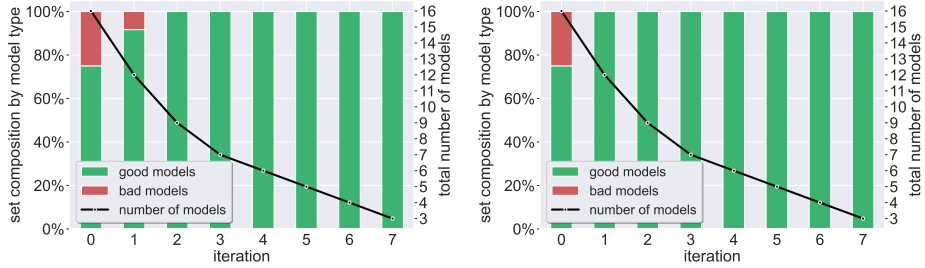 set composition by model type
100%
80%
60%
40%
20%
0%
good models
bad models
number of models
0 1 2 3 4 5 6 7
iteration
16
15
14
13
12
11
10
9
8
7
6
5
4
3
total number of models
set composition by model type
100%
80%
60%
40%
20%
0%
good models
bad models
number of models
0 1 2 3 4 5 6 7
iteration
16
15
14
13
12
11
10
9
8
7
6
5
4
3
total number of models